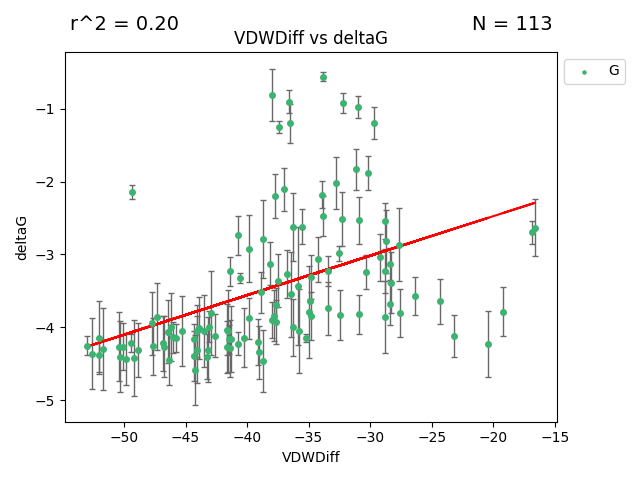 r^2 = 0.20 N = 113
VDWDiff vs deltaG
G
−1
−2
−3
−4
−5
deltaG
−50 −45 −40 −35 −30 −25 −20 −15
VDWDiff